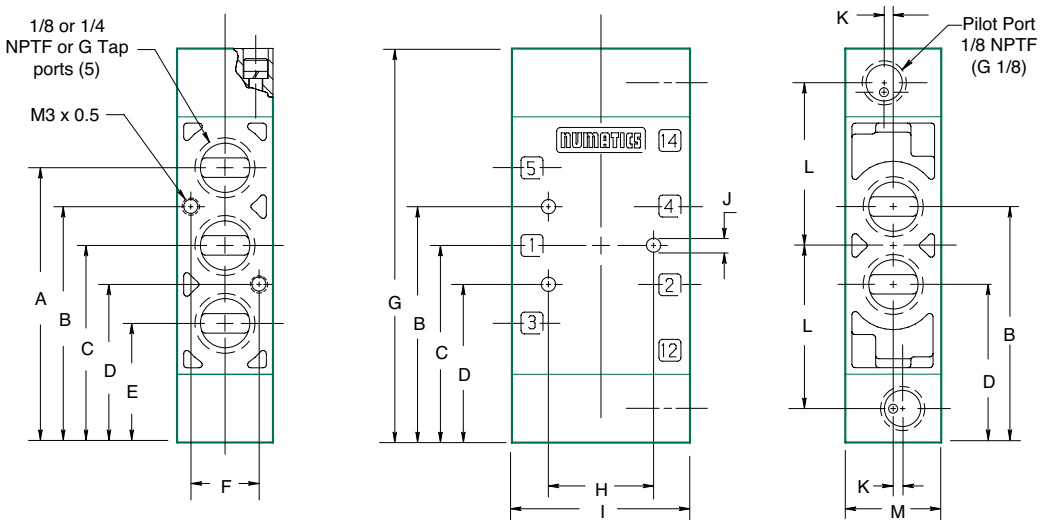 1/8 or 1/4
NPTF or G Tap
ports (5)
M3 x 0.5
A
B
C
D
E
F
NUMATICS
14
5
4
J
1
2
3
12
G
B
C
D
H
I
K
Pilot Port
1/8 NPTF
(G 1/8)
L
L
B
D
K
M